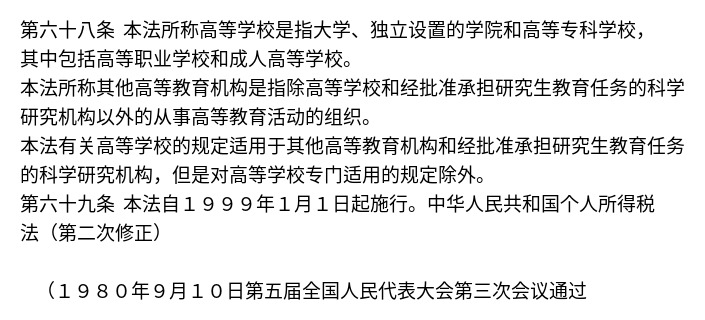 第六十八条 本法所称高等学校是指大学、独立设置的学院和高等专科学校，
其中包括高等职业学校和成人高等学校。
本法所称其他高等教育机构是指除高等学校和经批准承担研究生教育任务的科学
研究机构以外的从事高等教育活动的组织。
本法有关高等学校的规定适用于其他高等教育机构和经批准承担研究生教育任务
的科学研究机构，但是对高等学校专门适用的规定除外。
第六十九条 本法自１９９９年１月１日起施行。中华人民共和国个人所得税
法（第二次修正）
（１９８０年９月１０日第五届全国人民代表大会第三次会议通过